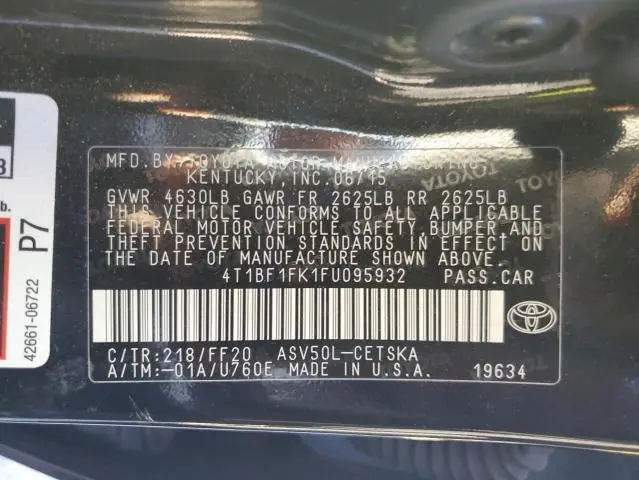 MFD. BY: TOYOTA MOTOR MANUFACTURING
KENTUCKY, INC. 06/15
GVWR 4630LB GAWR FR 2625LB RR 2625LB
THIS VEHICLE CONFORMS TO ALL APPLICABLE
FEDERAL MOTOR VEHICLE SAFETY, BUMPER, AND
THEFT PREVENTION STANDARDS IN EFFECT ON
THE DATE OF MANUFACTURE SHOWN ABOVE.
4T1BF1FK1FU095932 PASS.CAR
C/TR:218/FF20 ASV50L-CETSKA
A/TM:-01A/U760E MADE IN U.S.A. 19634
P7
42661-06722
b.
3
TOYOTA
TOYOTA